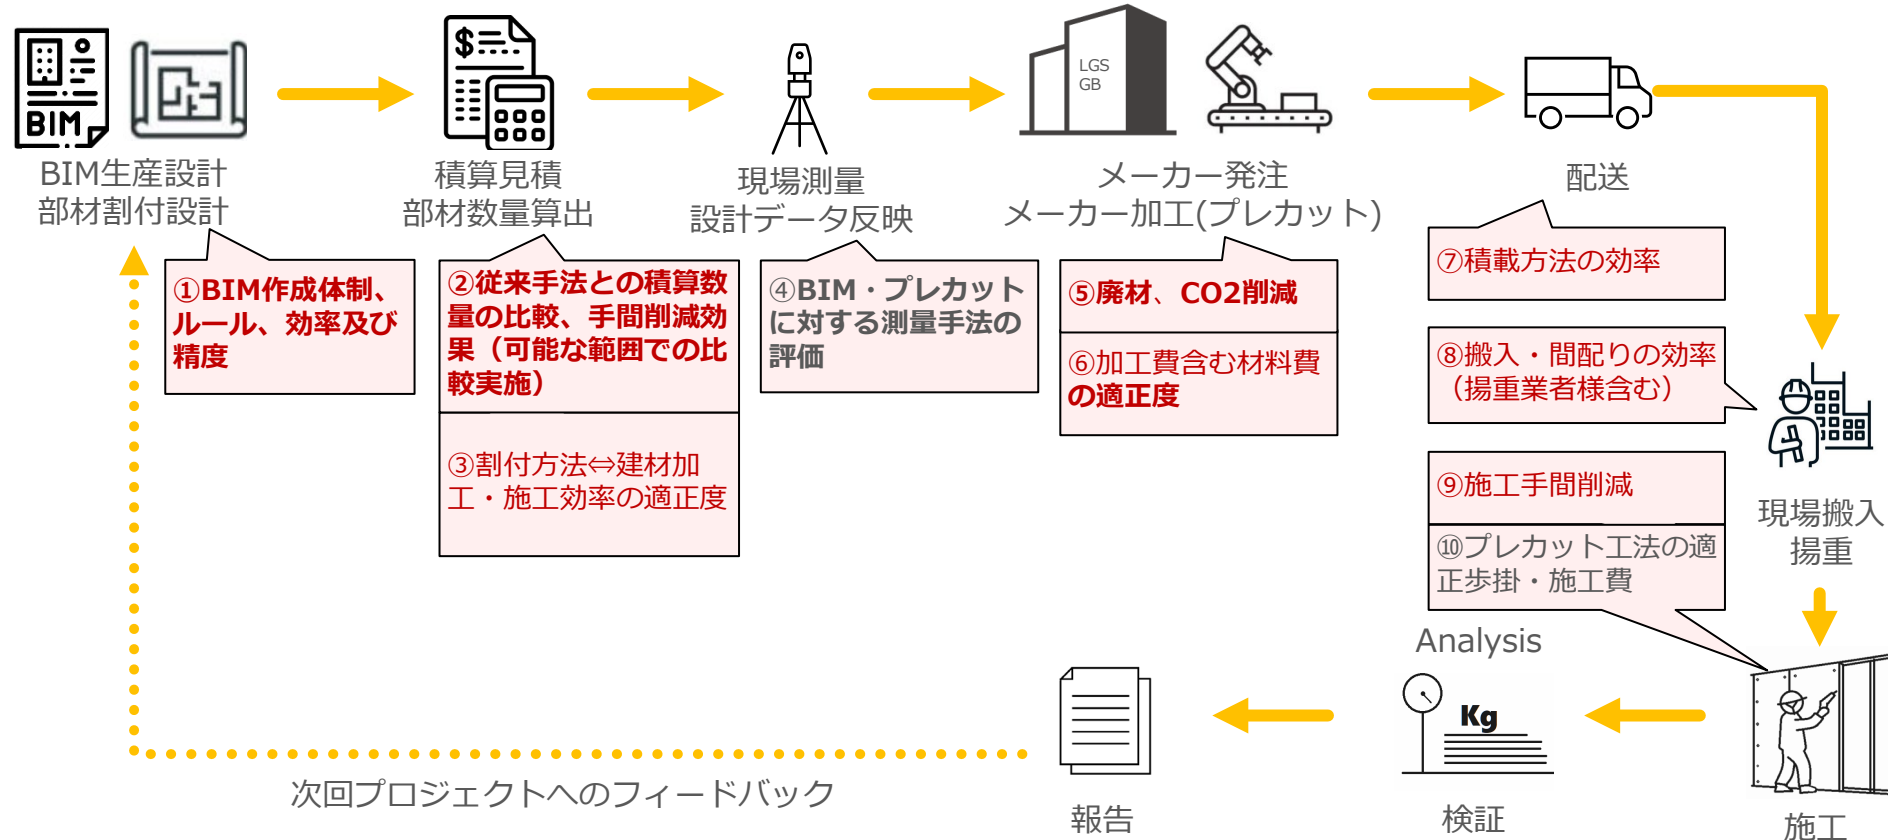 BIM
BIM生産設計
部材割付設計
$
積算見積
部材数量算出
現場測量
設計データ反映
LGS
GB
メーカー発注
メーカー加工(プレカット)
配送
①BIM作成体制、
ルール、効率及び
精度
②従来手法との積算数
量の比較、手間削減効
果（可能な範囲での比
較実施）
③割付方法⇔建材加
工・施工効率の適正度
④BIM・プレカット
に対する測量手法の
評価
⑤廃材、CO2削減
⑥加工費含む材料費
の適正度
⑦積載方法の効率
⑧搬入・間配りの効率
（揚重業者様含む）
⑨施工手間削減
⑩プレカット工法の適
正歩掛・施工費
現場搬入
揚重
施工
Analysis
Kg
検証
報告
次回プロジェクトへのフィードバック